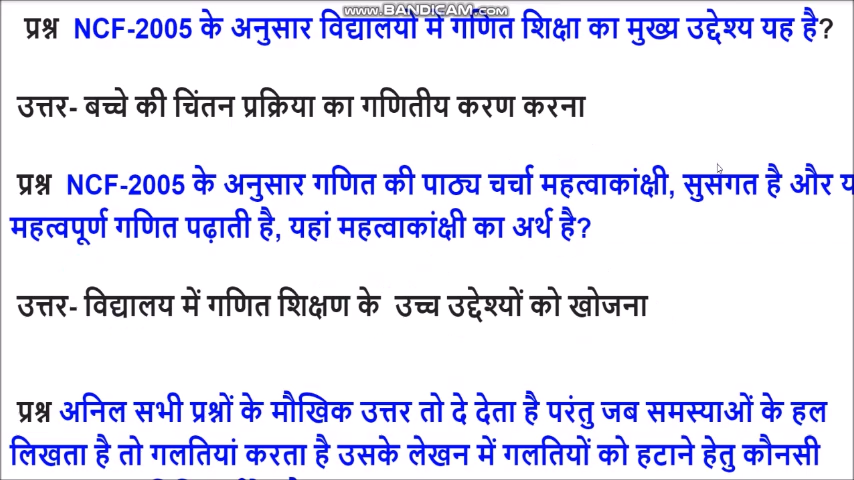 www.BANDICAM.com
प्रश्न NCF-2005 के अनुसार विद्यालयों में गणित शिक्षा का मुख्य उद्देश्य यह है?
उत्तर- बच्चे की चिंतन प्रक्रिया का गणितीय करण करना
प्रश्न NCF-2005 के अनुसार गणित की पाठ्य चर्चा महत्वाकांक्षी, सुसंगत है और
महत्वपूर्ण गणित पढ़ाती है, यहां महत्वाकांक्षी का अर्थ है?
उत्तर- विद्यालय में गणित शिक्षण के उच्च उद्देश्यों को खोजना
प्रश्न अनिल सभी प्रश्नों के मौखिक उत्तर तो दे देता है परंतु जब समस्याओं के हल
लिखता है तो गलतियां करता है उसके लेखन में गलतियों को हटाने हेतु कौनसी